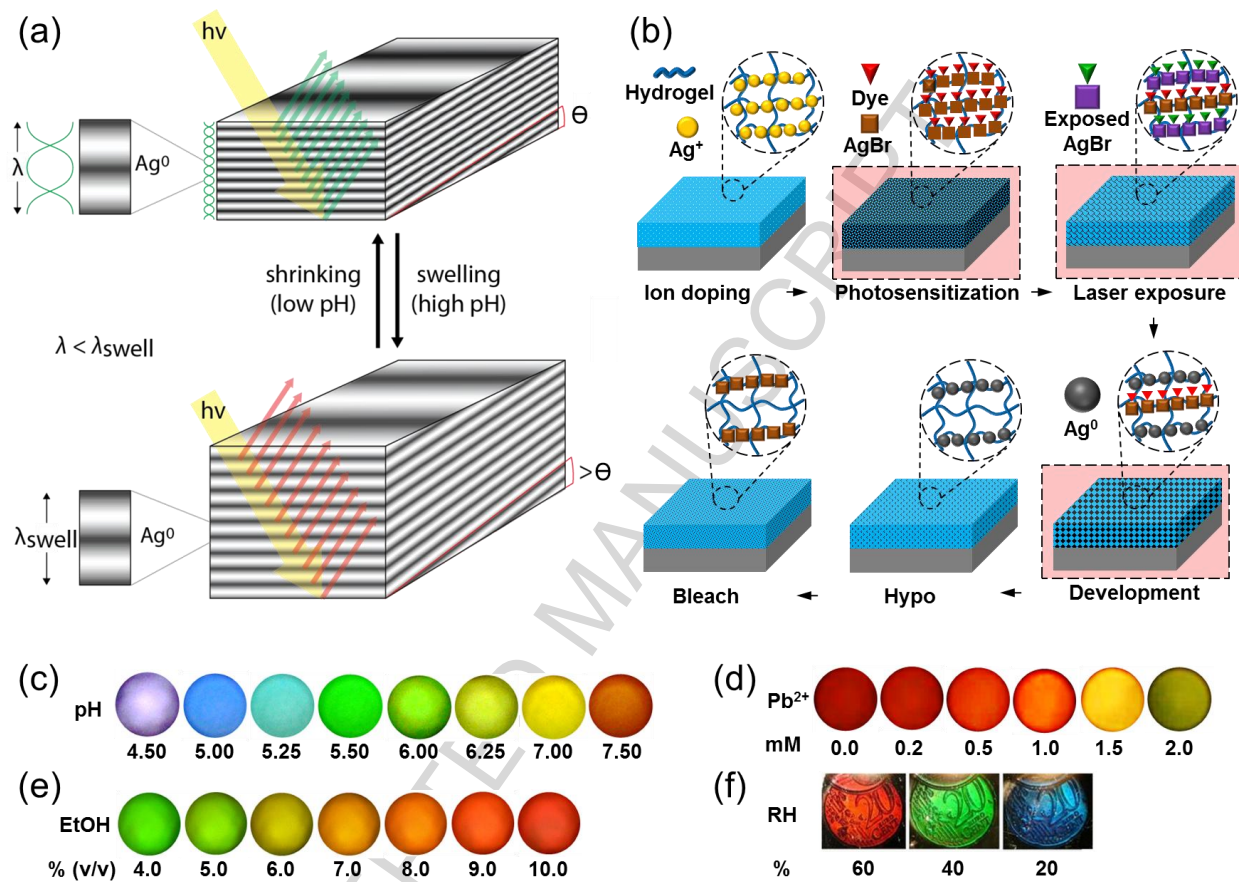 (a)
hν
λ
Ag⁰
Θ
shrinking
(low pH)
swelling
(high pH)
λ < λswell
hν
λswell
Ag⁰
>Θ
(b)
Hydrogel
Ag⁺
Dye
AgBr
Exposed
AgBr
Ion doping
Photosensitization
Laser exposure
Ag⁰
Bleach
Hypo
Development
(c)
pH
4.50 5.00 5.25 5.50 6.00 6.25 7.00 7.50
(d)
Pb²⁺
mM 0.0 0.2 0.5 1.0 1.5 2.0
(e)
EtOH
% (v/v) 4.0 5.0 6.0 7.0 8.0 9.0 10.0
(f)
RH
20 20 20
% 60 40 20
MANUSCRIPT